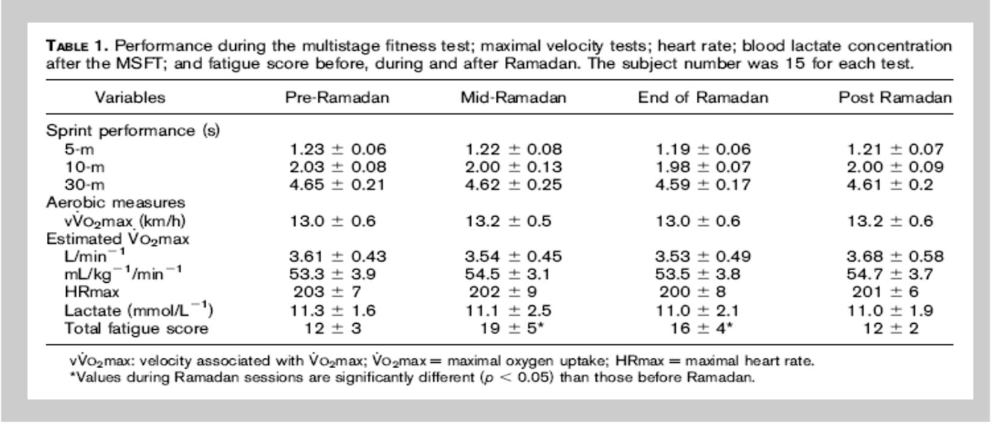 TABLE 1. Performance during the multistage fitness test; maximal velocity tests; heart rate; blood lactate concentration
after the MSFT; and fatigue score before, during and after Ramadan. The subject number was 15 for each test.
Variables Pre-Ramadan Mid-Ramadan End of Ramadan Post Ramadan
Sprint performance (s)
5-m 1.23 ± 0.06 1.22 ± 0.08 1.19 ± 0.06 1.21 ± 0.07
10-m 2.03 ± 0.08 2.00 ± 0.13 1.98 ± 0.07 2.00 ± 0.09
30-m 4.65 ± 0.21 4.62 ± 0.25 4.59 ± 0.17 4.61 ± 0.2
Aerobic measures
vV̇O₂max (km/h) 13.0 ± 0.6 13.2 ± 0.5 13.0 ± 0.6 13.2 ± 0.6
Estimated V̇O₂max
L/min⁻¹ 3.61 ± 0.43 3.54 ± 0.45 3.53 ± 0.49 3.68 ± 0.58
mL/kg⁻¹/min⁻¹ 53.3 ± 3.9 54.5 ± 3.1 53.5 ± 3.8 54.7 ± 3.7
HRmax 203 ± 7 202 ± 9 200 ± 8 201 ± 6
Lactate (mmol/L⁻¹) 11.3 ± 1.6 11.1 ± 2.5 11.0 ± 2.1 11.0 ± 1.9
Total fatigue score 12 ± 3 19 ± 5* 16 ± 4* 12 ± 2
vV̇O₂max: velocity associated with V̇O₂max; V̇O₂max = maximal oxygen uptake; HRmax = maximal heart rate.
*Values during Ramadan sessions are significantly different (p < 0.05) than those before Ramadan.